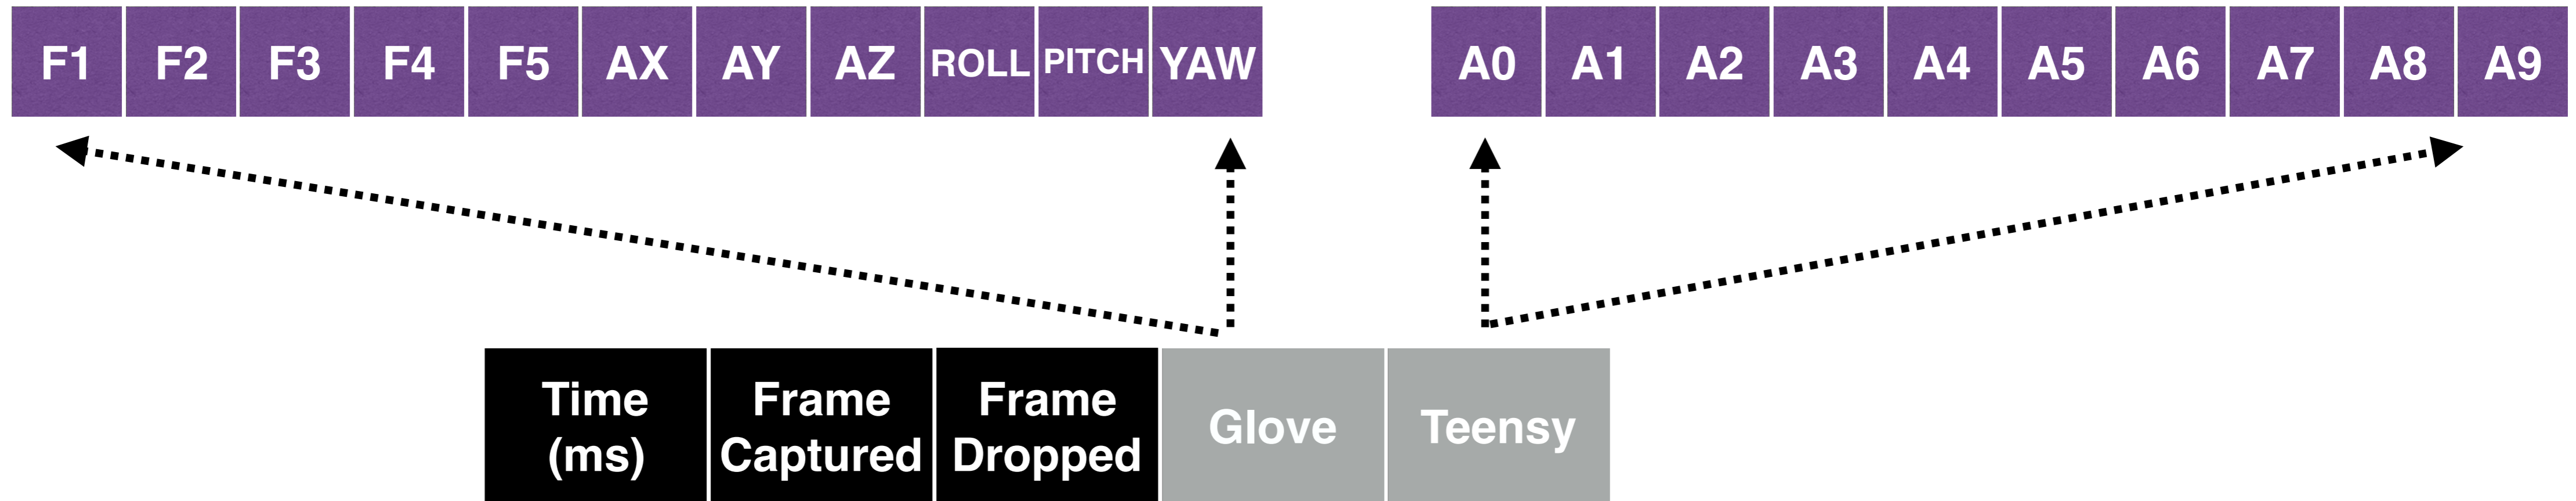 F1 F2 F3 F4 F5 AX AY AZ ROLL PITCH YAW
A0 A1 A2 A3 A4 A5 A6 A7 A8 A9
Time
(ms)
Frame
Captured
Frame
Dropped
Glove
Teensy